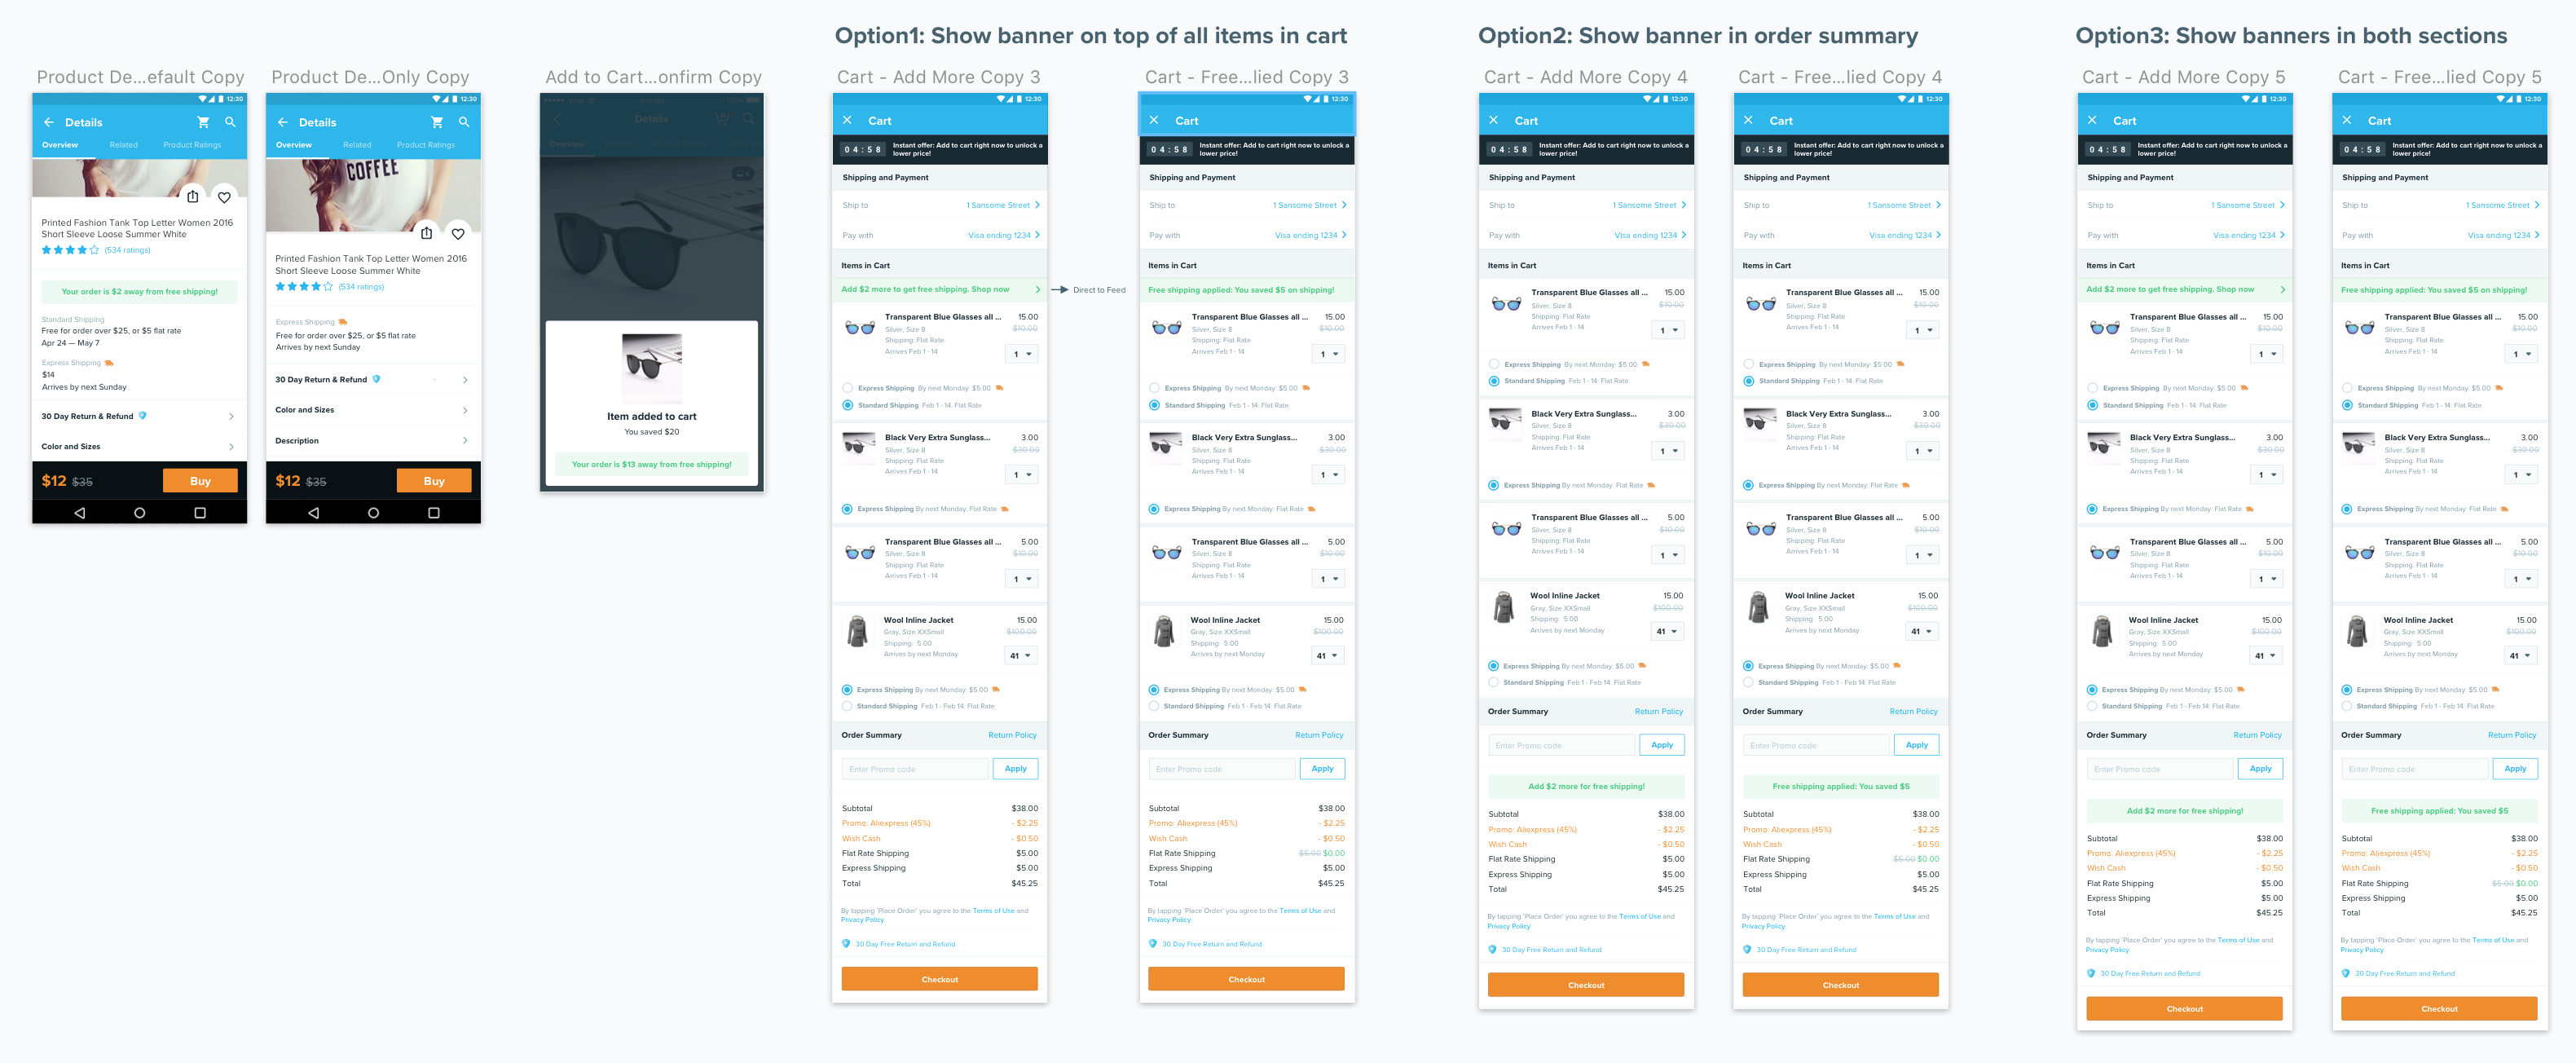 Option1: Show banner on top of all items in cart
Option2: Show banner in order summary
Option3: Show banners in both sections
Product De...efault Copy
12:30
Details
Overview
Related
Product Ratings
Printed Fashion Tank Top Letter Women 2016
Short Sleeve Loose Summer White
(534 ratings)
Your order is $2 away from free shipping!
Standard Shipping
Free for order over $25, or $5 flat rate
Apr 24 — May 7
Express Shipping
$14
Arrives by next Sunday
30 Day Return & Refund
Color and Sizes
$12 $35
Buy
Product De...Only Copy
12:30
Details
Overview
Related
Product Ratings
COFFEE
Printed Fashion Tank Top Letter Women 2016
Short Sleeve Loose Summer White
(534 ratings)
Express Shipping
Free for order over $25, or $5 flat rate
Arrives by next Sunday
30 Day Return & Refund
Color and Sizes
Description
$12 $35
Buy
Add to Cart...onfirm Copy
Details
Overview
Item added to cart
You saved $20
Your order is $13 away from free shipping!
Cart - Add More Copy 3
12:30
Cart
04:58
Instant offer: Add to cart right now to unlock a
lower price!
Shipping and Payment
Ship to 1 Sansome Street
Pay with Visa ending 1234
Items in Cart
Add $2 more to get free shipping. Shop now
Direct to Feed
Transparent Blue Glasses all ... 15.00
Silver, Size 8 $10.00
Shipping: Flat Rate
Arrives Feb 1 - 14 1
Express Shipping By next Monday: $5.00
Standard Shipping Feb 1 - 14: Flat Rate
Black Very Extra Sunglass... 3.00
Silver, Size 8 $30.00
Shipping: Flat Rate
Arrives Feb 1 - 14 1
Express Shipping By next Monday: Flat Rate
Transparent Blue Glasses all ... 5.00
Silver, Size 8 $10.00
Shipping: Flat Rate
Arrives Feb 1 - 14 1
Wool Inline Jacket 15.00
Gray, Size XXSmall $100.00
Shipping: 5.00
Arrives by next Monday 41
Express Shipping By next Monday: $5.00
Standard Shipping Feb 1 - Feb 14: Flat Rate
Order Summary Return Policy
Enter Promo code Apply
Subtotal $38.00
Promo: Aliexpress (45%) - $2.25
Wish Cash - $0.50
Flat Rate Shipping $5.00
Express Shipping $5.00
Total $45.25
By tapping 'Place Order' you agree to the Terms of Use and
Privacy Policy.
30 Day Free Return and Refund
Checkout
Cart - Free...lied Copy 3
12:30
Cart
04:58
Instant offer: Add to cart right now to unlock a
lower price!
Shipping and Payment
Ship to 1 Sansome Street
Pay with Visa ending 1234
Items in Cart
Free shipping applied: You saved $5 on shipping!
Transparent Blue Glasses all ... 15.00
Silver, Size 8 $10.00
Shipping: Flat Rate
Arrives Feb 1 - 14 1
Express Shipping By next Monday: $5.00
Standard Shipping Feb 1 - 14: Flat Rate
Black Very Extra Sunglass... 3.00
Silver, Size 8 $30.00
Shipping: Flat Rate
Arrives Feb 1 - 14 1
Express Shipping By next Monday: Flat Rate
Transparent Blue Glasses all ... 5.00
Silver, Size 8 $10.00
Shipping: Flat Rate
Arrives Feb 1 - 14 1
Wool Inline Jacket 15.00
Gray, Size XXSmall $100.00
Shipping: 5.00
Arrives by next Monday 41
Express Shipping By next Monday: $5.00
Standard Shipping Feb 1 - Feb 14: Flat Rate
Order Summary Return Policy
Enter Promo code Apply
Subtotal $38.00
Promo: Aliexpress (45%) - $2.25
Wish Cash - $0.50
Flat Rate Shipping $5.00 $0.00
Express Shipping $5.00
Total $45.25
By tapping 'Place Order' you agree to the Terms of Use and
Privacy Policy.
30 Day Free Return and Refund
Checkout
Cart - Add More Copy 4
12:30
Cart
04:58
Instant offer: Add to cart right now to unlock a
lower price!
Shipping and Payment
Ship to 1 Sansome Street
Pay with Visa ending 1234
Items in Cart
Transparent Blue Glasses all ... 15.00
Silver, Size 8 $10.00
Shipping: Flat Rate
Arrives Feb 1 - 14 1
Express Shipping By next Monday: $5.00
Standard Shipping Feb 1 - 14: Flat Rate
Black Very Extra Sunglass... 3.00
Silver, Size 8 $30.00
Shipping: Flat Rate
Arrives Feb 1 - 14 1
Express Shipping By next Monday: Flat Rate
Transparent Blue Glasses all ... 5.00
Silver, Size 8 $10.00
Shipping: Flat Rate
Arrives Feb 1 - 14 1
Wool Inline Jacket 15.00
Gray, Size XXSmall $100.00
Shipping: 5.00
Arrives by next Monday 41
Express Shipping By next Monday: $5.00
Standard Shipping Feb 1 - Feb 14: Flat Rate
Order Summary Return Policy
Enter Promo code Apply
Add $2 more for free shipping!
Subtotal $38.00
Promo: Aliexpress (45%) - $2.25
Wish Cash - $0.50
Flat Rate Shipping $5.00
Express Shipping $5.00
Total $45.25
By tapping 'Place Order' you agree to the Terms of Use and
Privacy Policy.
30 Day Free Return and Refund
Checkout
Cart - Free...lied Copy 4
12:30
Cart
04:58
Instant offer: Add to cart right now to unlock a
lower price!
Shipping and Payment
Ship to 1 Sansome Street
Pay with Visa ending 1234
Items in Cart
Transparent Blue Glasses all ... 15.00
Silver, Size 8 $10.00
Shipping: Flat Rate
Arrives Feb 1 - 14 1
Express Shipping By next Monday: $5.00
Standard Shipping Feb 1 - 14: Flat Rate
Black Very Extra Sunglass... 3.00
Silver, Size 8 $30.00
Shipping: Flat Rate
Arrives Feb 1 - 14 1
Express Shipping By next Monday: Flat Rate
Transparent Blue Glasses all ... 5.00
Silver, Size 8 $10.00
Shipping: Flat Rate
Arrives Feb 1 - 14 1
Wool Inline Jacket 15.00
Gray, Size XXSmall $100.00
Shipping: 5.00
Arrives by next Monday 41
Express Shipping By next Monday: $5.00
Standard Shipping Feb 1 - Feb 14: Flat Rate
Order Summary Return Policy
Enter Promo code Apply
Free shipping applied: You saved $5
Subtotal $38.00
Promo: Aliexpress (45%) - $2.25
Wish Cash - $0.50
Flat Rate Shipping $5.00 $0.00
Express Shipping $5.00
Total $45.25
By tapping 'Place Order' you agree to the Terms of Use and
Privacy Policy.
30 Day Free Return and Refund
Checkout
Cart - Add More Copy 5
12:30
Cart
04:58
Instant offer: Add to cart right now to unlock a
lower price!
Shipping and Payment
Ship to 1 Sansome Street
Pay with Visa ending 1234
Items in Cart
Add $2 more to get free shipping. Shop now
Transparent Blue Glasses all ... 15.00
Silver, Size 8 $10.00
Shipping: Flat Rate
Arrives Feb 1 - 14 1
Express Shipping By next Monday: $5.00
Standard Shipping Feb 1 - 14: Flat Rate
Black Very Extra Sunglass... 3.00
Silver, Size 8 $30.00
Shipping: Flat Rate
Arrives Feb 1 - 14 1
Express Shipping By next Monday: Flat Rate
Transparent Blue Glasses all ... 5.00
Silver, Size 8 $10.00
Shipping: Flat Rate
Arrives Feb 1 - 14 1
Wool Inline Jacket 15.00
Gray, Size XXSmall $100.00
Shipping: 5.00
Arrives by next Monday 41
Express Shipping By next Monday: $5.00
Standard Shipping Feb 1 - Feb 14: Flat Rate
Order Summary Return Policy
Enter Promo code Apply
Add $2 more for free shipping!
Subtotal $38.00
Promo: Aliexpress (45%) - $2.25
Wish Cash - $0.50
Flat Rate Shipping $5.00
Express Shipping $5.00
Total $45.25
By tapping 'Place Order' you agree to the Terms of Use and
Privacy Policy.
30 Day Free Return and Refund
Checkout
Cart - Free...lied Copy 5
12:30
Cart
04:58
Instant offer: Add to cart right now to unlock a
lower price!
Shipping and Payment
Ship to 1 Sansome Street
Pay with Visa ending 1234
Items in Cart
Free shipping applied: You saved $5 on shipping!
Transparent Blue Glasses all ... 15.00
Silver, Size 8 $10.00
Shipping: Flat Rate
Arrives Feb 1 - 14 1
Express Shipping By next Monday: $5.00
Standard Shipping Feb 1 - 14: Flat Rate
Black Very Extra Sunglass... 3.00
Silver, Size 8 $30.00
Shipping: Flat Rate
Arrives Feb 1 - 14 1
Express Shipping By next Monday: Flat Rate
Transparent Blue Glasses all ... 5.00
Silver, Size 8 $10.00
Shipping: Flat Rate
Arrives Feb 1 - 14 1
Wool Inline Jacket 15.00
Gray, Size XXSmall $100.00
Shipping: 5.00
Arrives by next Monday 41
Express Shipping By next Monday: $5.00
Standard Shipping Feb 1 - Feb 14: Flat Rate
Order Summary Return Policy
Enter Promo code Apply
Free shipping applied: You saved $5
Subtotal $38.00
Promo: Aliexpress (45%) - $2.25
Wish Cash - $0.50
Flat Rate Shipping $5.00 $0.00
Express Shipping $5.00
Total $45.25
By tapping 'Place Order' you agree to the Terms of Use and
Privacy Policy.
30 Day Free Return and Refund
Checkout